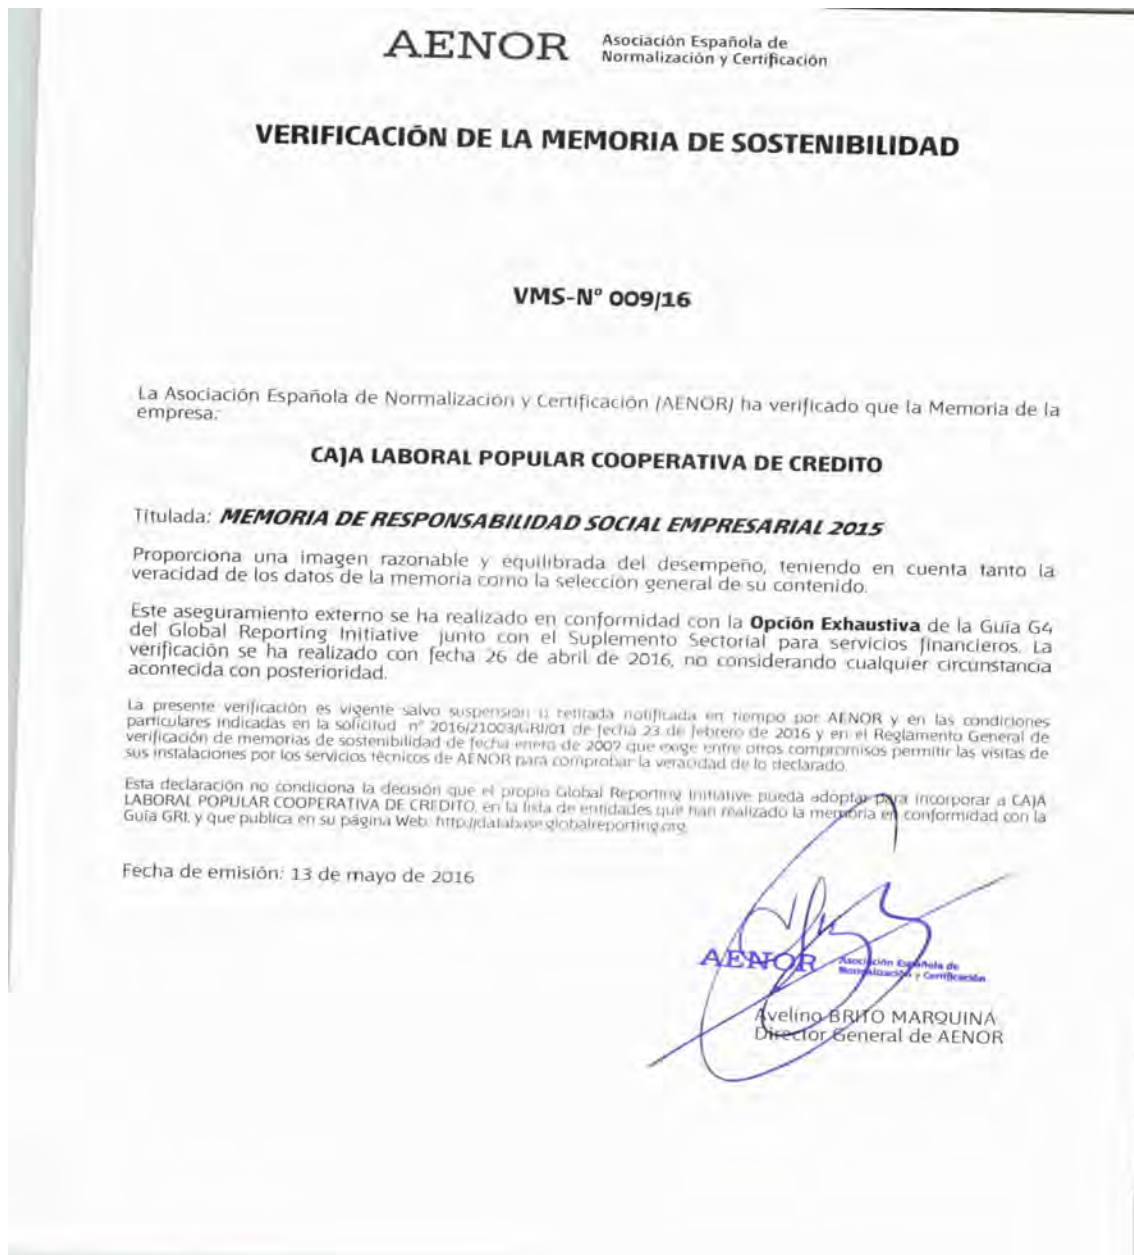 AENOR
Asociación Española de
Normalización y Certificación
VERIFICACIÓN DE LA MEMORIA DE SOSTENIBILIDAD
VMS-Nº 009/16
La Asociación Española de Normalización y Certificación (AENOR) ha verificado que la Memoria de la
empresa:
CAJA LABORAL POPULAR COOPERATIVA DE CREDITO
Titulada: MEMORIA DE RESPONSABILIDAD SOCIAL EMPRESARIAL 2015
Proporciona una imagen razonable y equilibrada del desempeño, teniendo en cuenta tanto la
veracidad de los datos de la memoria como la selección general de su contenido.
Este aseguramiento externo se ha realizado en conformidad con la Opción Exhaustiva de la Guía G4
del Global Reporting Initiative junto con el Suplemento Sectorial para servicios financieros. La
verificación se ha realizado con fecha 26 de abril de 2016, no considerando cualquier circunstancia
acontecida con posterioridad.
La presente verificación es vigente salvo suspensión o retirada notificada en tiempo por AENOR y en las condiciones
particulares indicadas en la solicitud nº 2016/21003/GRI/01 de fecha 23 de febrero de 2016 y en el Reglamento General de
verificación de memorias de sostenibilidad de fecha enero de 2007 que exige entre otros compromisos permitir las visitas de
sus instalaciones por los servicios técnicos de AENOR para comprobar la veracidad de lo declarado.
Esta declaración no condiciona la decisión que el propio Global Reporting Initiative pueda adoptar para incorporar a CAJA
LABORAL POPULAR COOPERATIVA DE CREDITO, en la lista de entidades que han realizado la memoria en conformidad con la
Guía GRI, y que publica en su página Web: http://database.globalreporting.org.
Fecha de emisión: 13 de mayo de 2016
AENOR
Asociación Española de
Normalización y Certificación
Avelino BRITO MARQUINA
Director General de AENOR